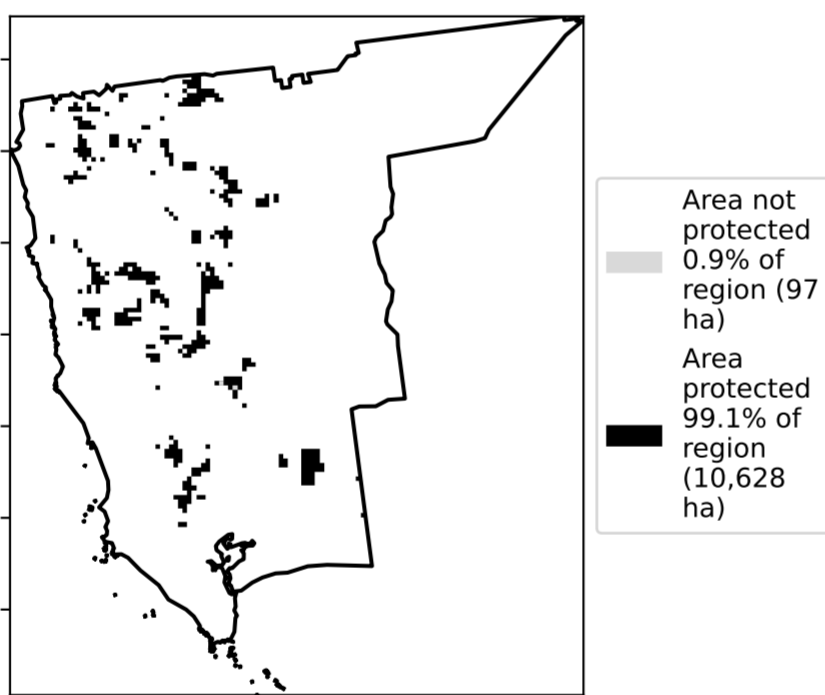 Area not
protected
0.9% of
region (97
ha)
Area
protected
99.1% of
region
(10,628
ha)